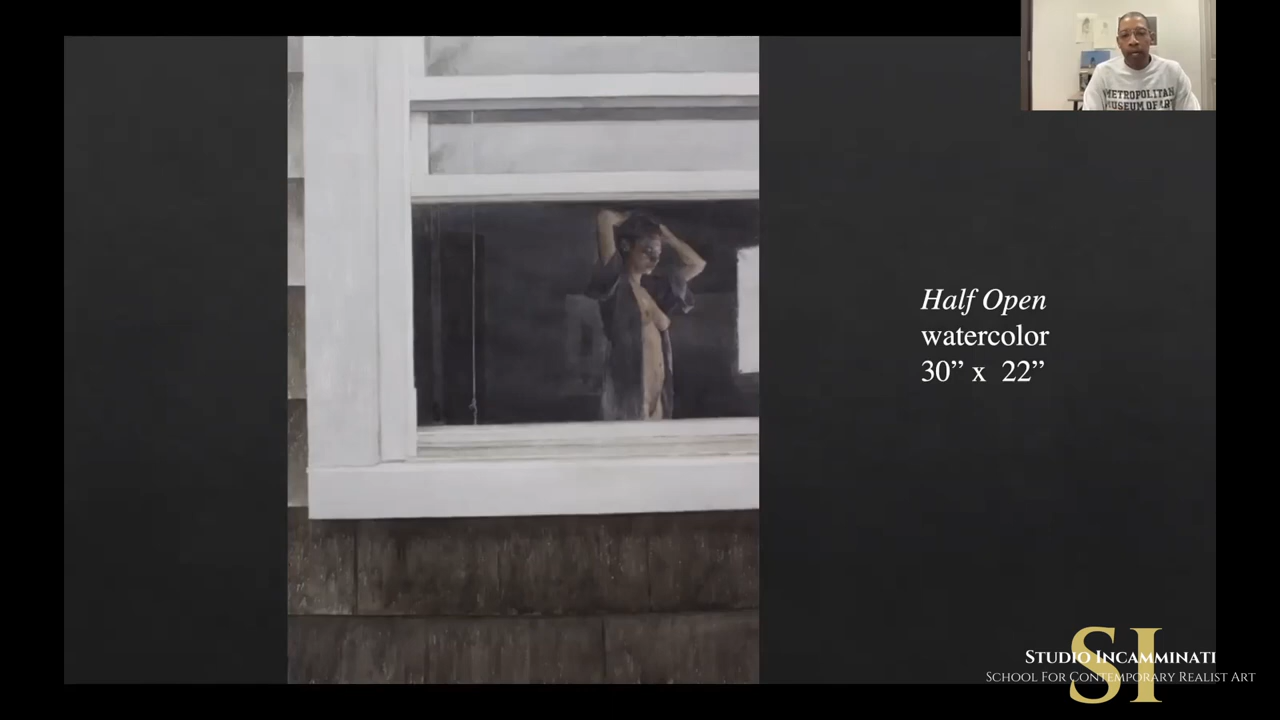 METROPOLITAN
MUSEUM OF ART
Half Open
watercolor
30” x 22”
SI
STUDIO INCAMMINATI
SCHOOL FOR CONTEMPORARY REALIST ART